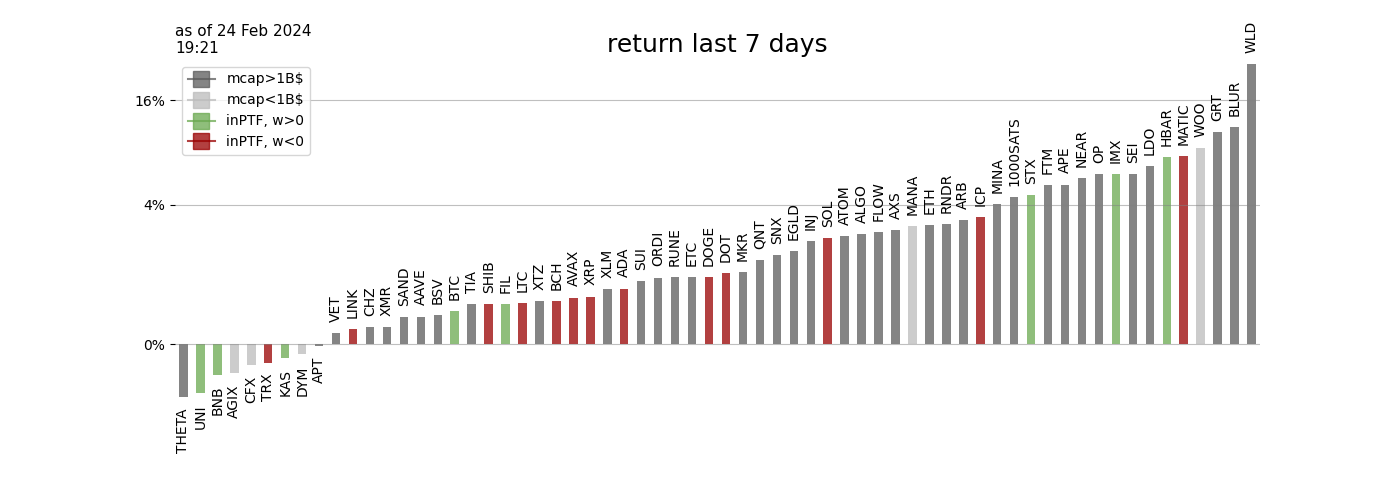 as of 24 Feb 2024
19:21
return last 7 days
mcap>1B$
mcap<1B$
inPTF, w>0
inPTF, w<0
16%
4%
0%
THETA
UNI
BNB
AGIX
CFX
TRX
KAS
DYM
APT
VET
LINK
CHZ
XMR
SAND
AAVE
BSV
BTC
TIA
SHIB
FIL
LTC
XTZ
BCH
AVAX
XRP
XLM
ADA
SUI
ORDI
RUNE
ETC
DOGE
DOT
MKR
QNT
SNX
EGLD
INJ
SOL
ATOM
ALGO
FLOW
AXS
MANA
ETH
RNDR
ARB
ICP
MINA
1000SATS
STX
FTM
APE
NEAR
OP
IMX
SEI
LDO
HBAR
MATIC
WOO
GRT
BLUR
WLD